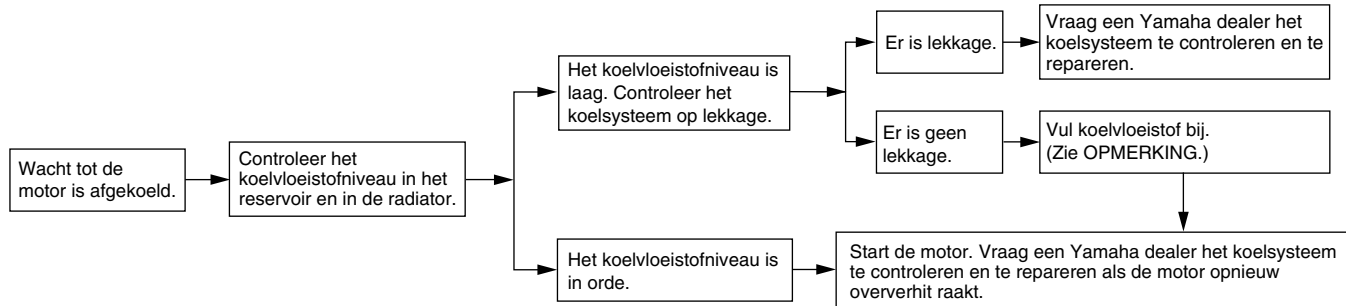 Wacht tot de
motor is afgekoeld.
Controleer het
koelvloeistofniveau in het
reservoir en in de radiator.
Het koelvloeistofniveau is
laag. Controleer het
koelsysteem op lekkage.
Er is lekkage.
Vraag een Yamaha dealer het
koelsysteem te controleren en te
repareren.
Er is geen
lekkage.
Vul koelvloeistof bij.
(Zie OPMERKING.)
Het koelvloeistofniveau is
in orde.
Start de motor. Vraag een Yamaha dealer het koelsysteem
te controleren en te repareren als de motor opnieuw
oververhit raakt.